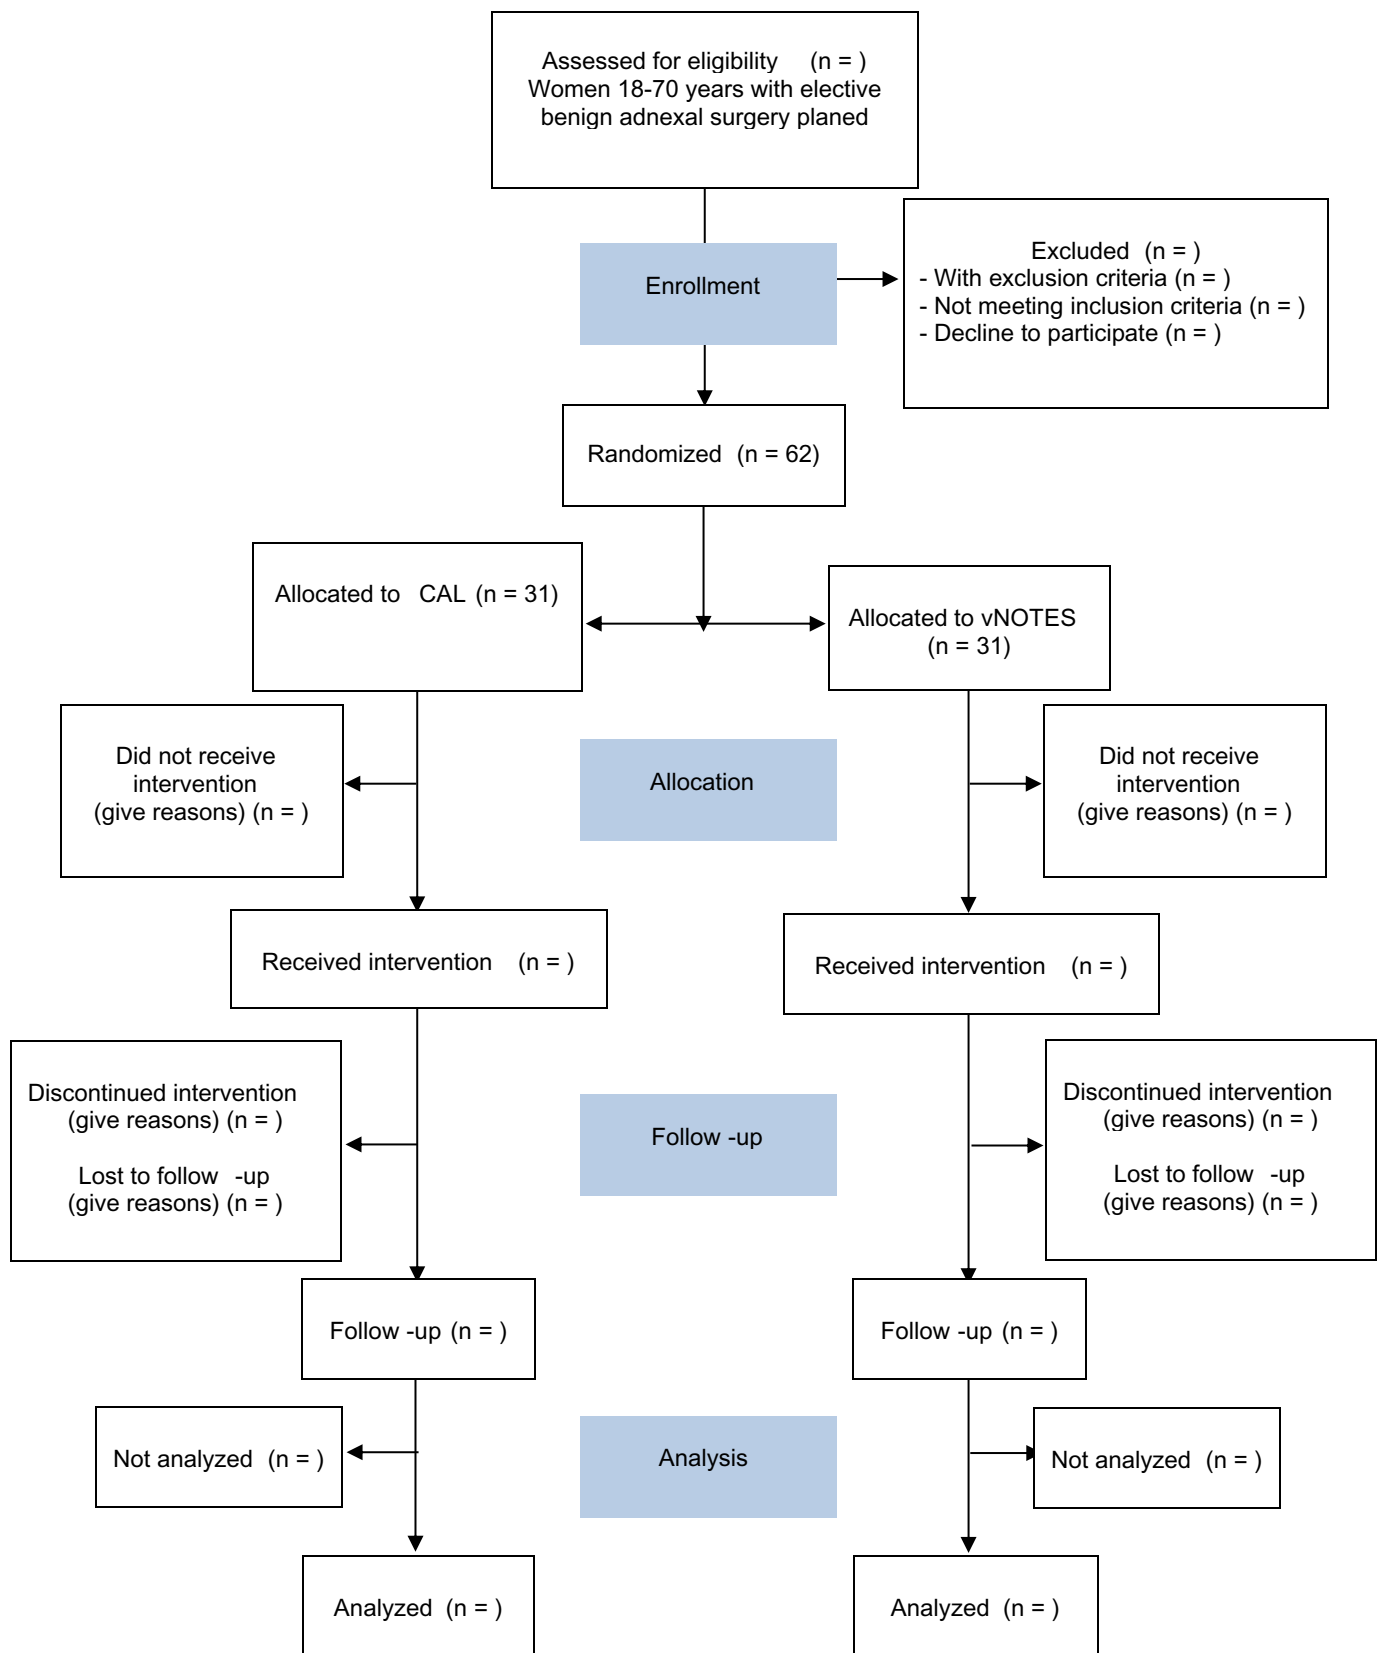 Assessed for eligibility (n = )
Women 18-70 years with elective
benign adnexal surgery planed
Excluded (n = )
- With exclusion criteria (n = )
- Not meeting inclusion criteria (n = )
- Decline to participate (n = )
Enrollment
Randomized (n = 62)
Allocated to CAL (n = 31)
Allocated to vNOTES
(n = 31)
Did not receive
intervention
(give reasons) (n = )
Allocation
Did not receive
intervention
(give reasons) (n = )
Received intervention (n = )
Received intervention (n = )
Discontinued intervention
(give reasons) (n = )
Lost to follow -up
(give reasons) (n = )
Follow -up
Discontinued intervention
(give reasons) (n = )
Lost to follow -up
(give reasons) (n = )
Follow -up (n = )
Follow -up (n = )
Not analyzed (n = )
Analysis
Not analyzed (n = )
Analyzed (n = )
Analyzed (n = )